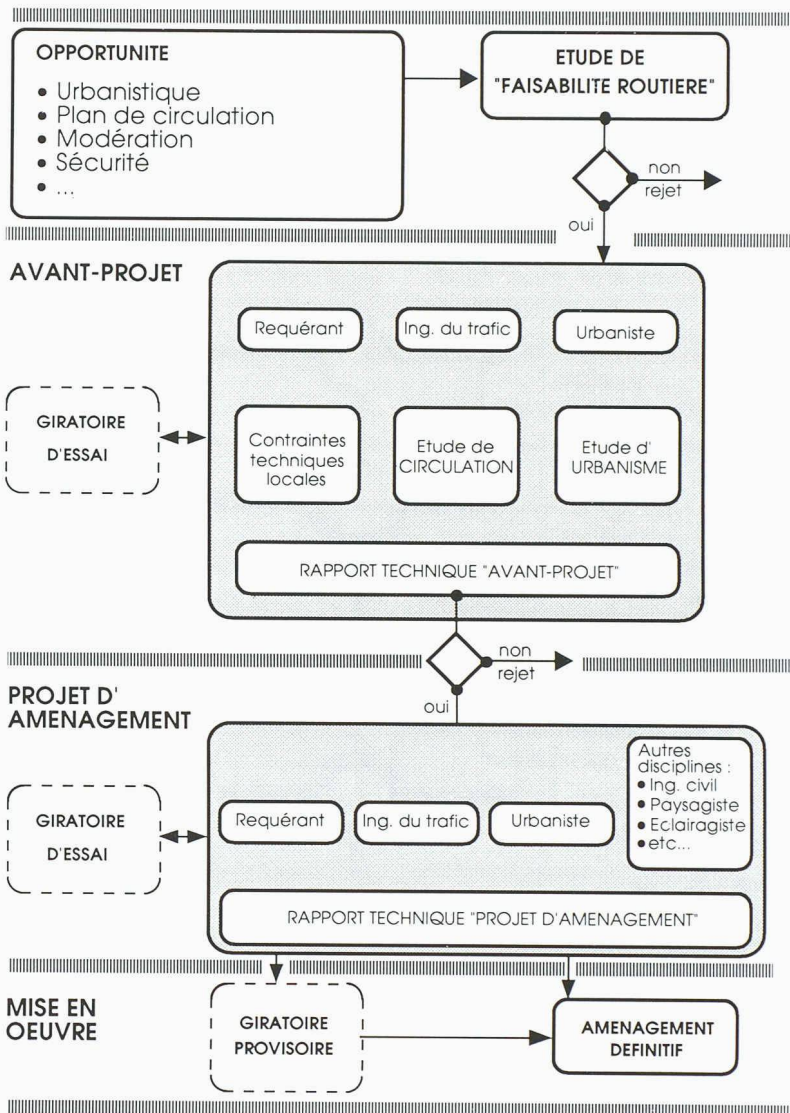 OPPORTUNITE
• Urbanistique
• Plan de circulation
• Modération
• Sécurité
• ...
ETUDE DE
"FAISABILITE ROUTIERE"
non
rejet
oui
AVANT-PROJET
Requérant
Ing. du trafic
Urbaniste
GIRATOIRE
D'ESSAI
Contraintes
techniques
locales
Etude de
CIRCULATION
Etude d'
URBANISME
RAPPORT TECHNIQUE "AVANT-PROJET"
non
rejet
oui
PROJET D'
AMENAGEMENT
Autres
disciplines :
• Ing. civil
• Paysagiste
• Eclairagiste
• etc...
GIRATOIRE
D'ESSAI
Requérant
Ing. du trafic
Urbaniste
RAPPORT TECHNIQUE "PROJET D'AMENAGEMENT"
MISE EN
OEUVRE
GIRATOIRE
PROVISOIRE
AMENAGEMENT
DEFINITIF